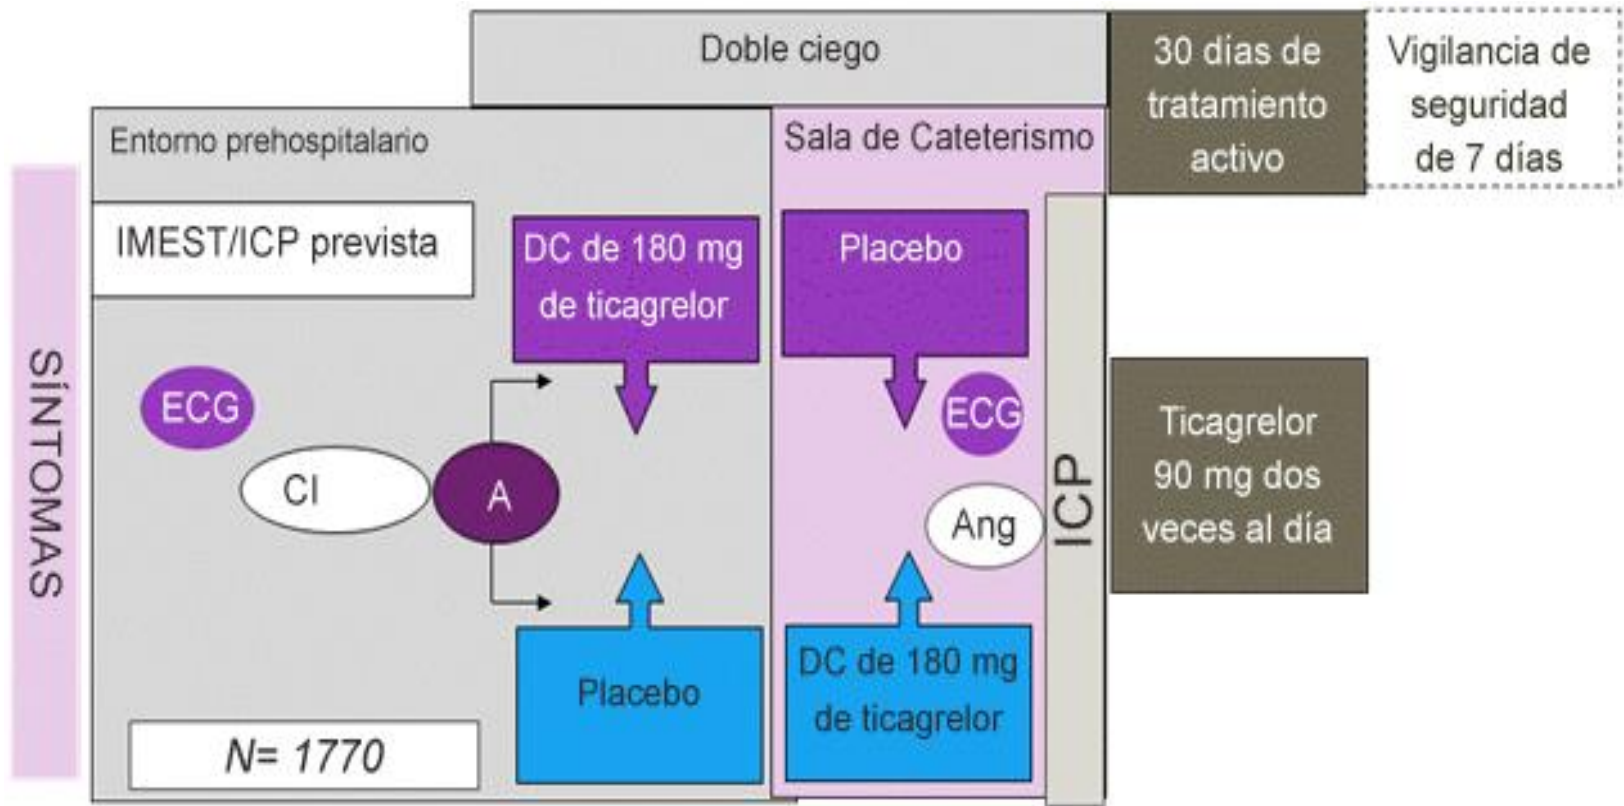 Doble ciego
30 días de
tratamiento
activo
Vigilancia de
seguridad
de 7 días
Entorno prehospitalario
Sala de Cateterismo
SÍNTOMAS
IMEST/ICP prevista
DC de 180 mg
de ticagrelor
Placebo
ECG
CI
A
ECG
Ang
ICP
Ticagrelor
90 mg dos
veces al día
Placebo
DC de 180 mg
de ticagrelor
N= 1770